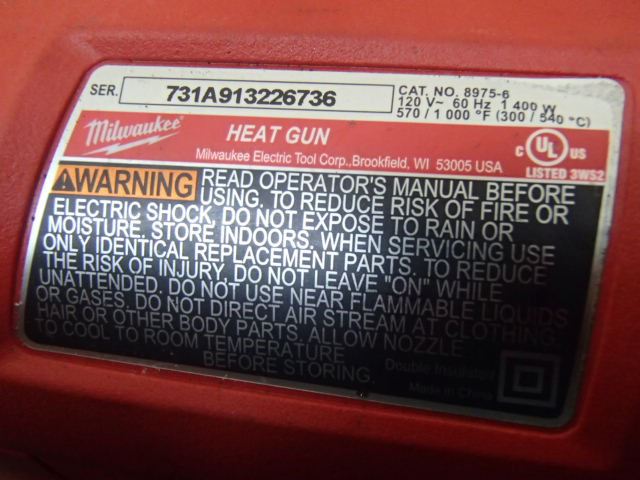 SER. 731A913226736
CAT. NO. 8975-6
120 V~ 60 Hz 1 400 W
570 / 1 000 °F (300 / 540 °C)
Milwaukee
HEAT GUN
Milwaukee Electric Tool Corp., Brookfield, WI 53005 USA
C UL US
LISTED 3WS2
WARNING READ OPERATOR'S MANUAL BEFORE
USING. TO REDUCE RISK OF FIRE OR
ELECTRIC SHOCK, DO NOT EXPOSE TO RAIN OR
MOISTURE. STORE INDOORS. WHEN SERVICING USE
ONLY IDENTICAL REPLACEMENT PARTS. TO REDUCE
THE RISK OF INJURY, DO NOT LEAVE "ON" WHILE
UNATTENDED. DO NOT USE NEAR FLAMMABLE LIQUIDS
OR GASES. DO NOT DIRECT AIR STREAM AT CLOTHING,
HAIR OR OTHER BODY PARTS. ALLOW NOZZLE
TO COOL TO ROOM TEMPERATURE
BEFORE STORING.
Double Insulated
Made in China